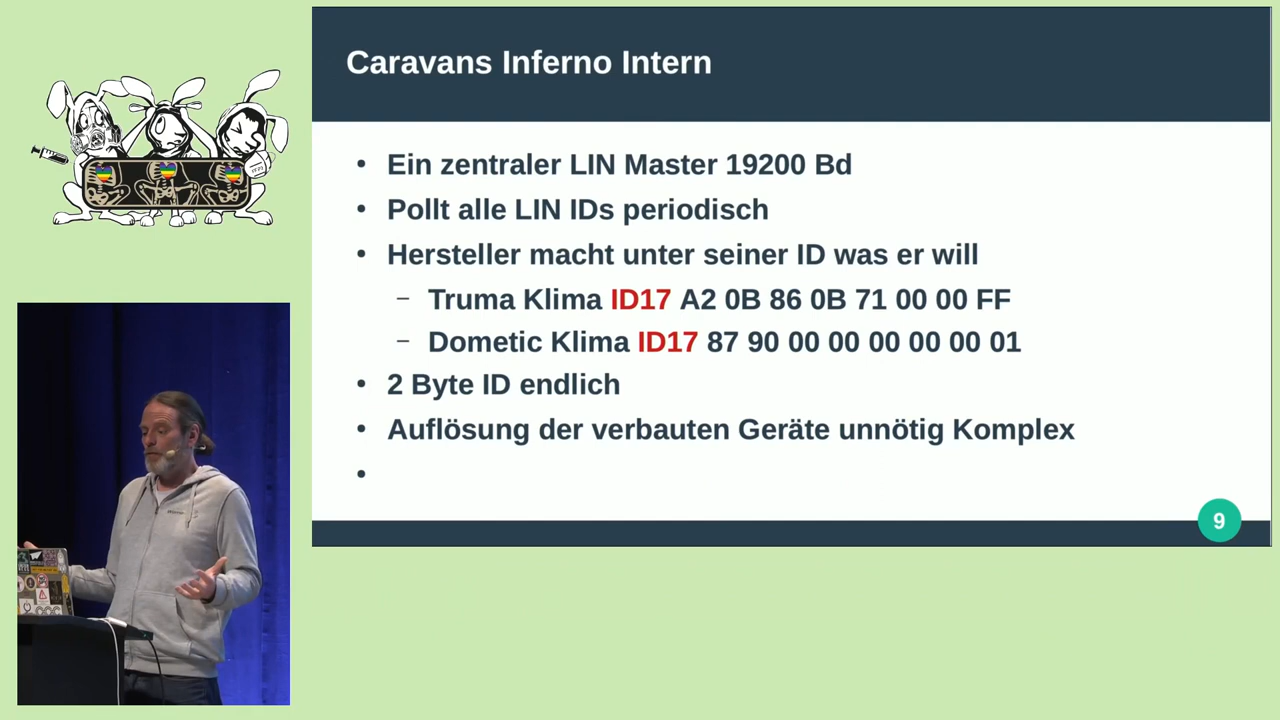 Caravans Inferno Intern
• Ein zentraler LIN Master 19200 Bd
• Pollt alle LIN IDs periodisch
• Hersteller macht unter seiner ID was er will
– Truma Klima ID17 A2 0B 86 0B 71 00 00 FF
– Dometic Klima ID17 87 90 00 00 00 00 00 01
• 2 Byte ID endlich
• Auflösung der verbauten Geräte unnötig Komplex
•
9